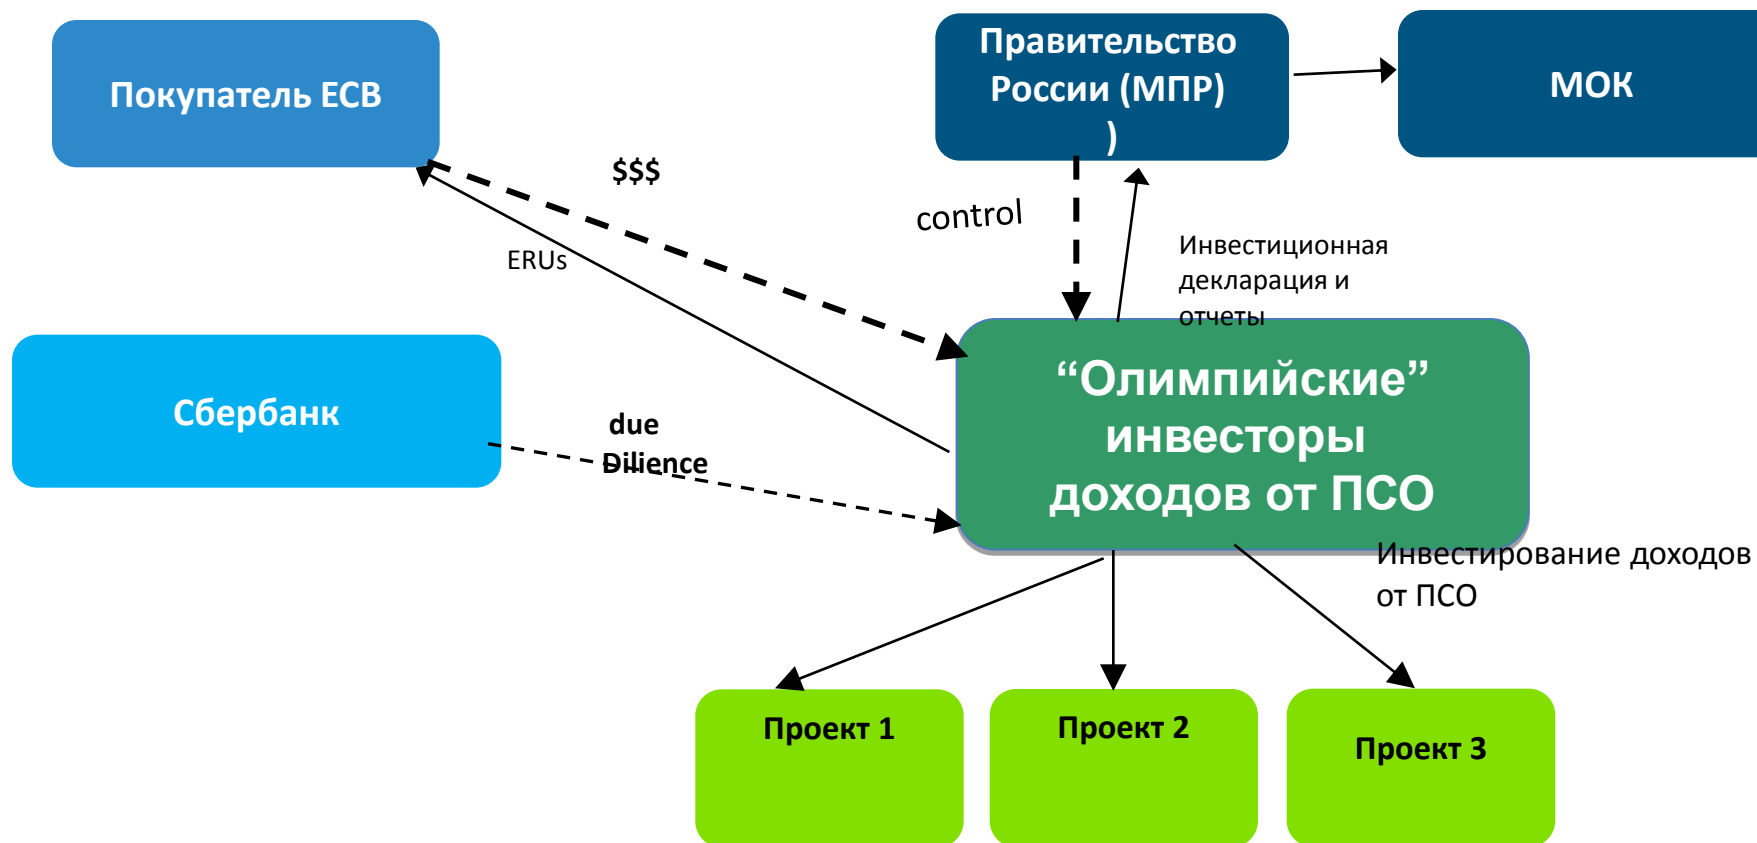 Покупатель ЕСВ
Правительство
России (МПР)
)
МОК
$$$
control
ERUs
Инвестиционная
декларация и
отчеты
Сбербанк
due
Dilience
“Олимпийские”
инвесторы
доходов от ПСО
Инвестирование доходов
от ПСО
Проект 1
Проект 2
Проект 3